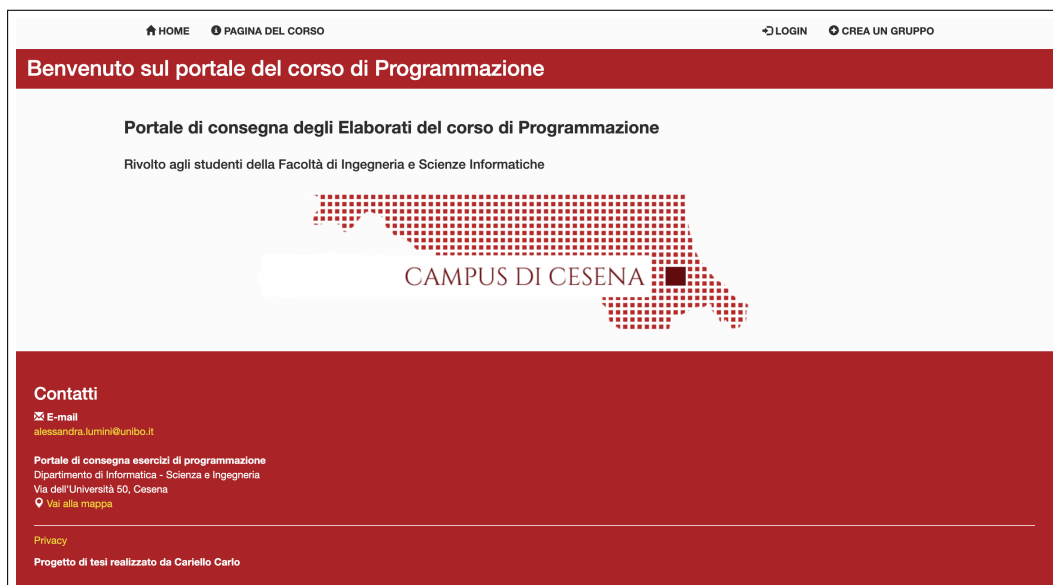 HOME PAGINA DEL CORSO LOGIN CREA UN GRUPPO
Benvenuto sul portale del corso di Programmazione
Portale di consegna degli Elaborati del corso di Programmazione
Rivolto agli studenti della Facoltà di Ingegneria e Scienze Informatiche
CAMPUS DI CESENA
Contatti
E-mail
alessandra.lumini@unibo.it
Portale di consegna esercizi di programmazione
Dipartimento di Informatica - Scienza e Ingegneria
Via dell'Università 50, Cesena
Vai alla mappa
Privacy
Progetto di tesi realizzato da Cariello Carlo